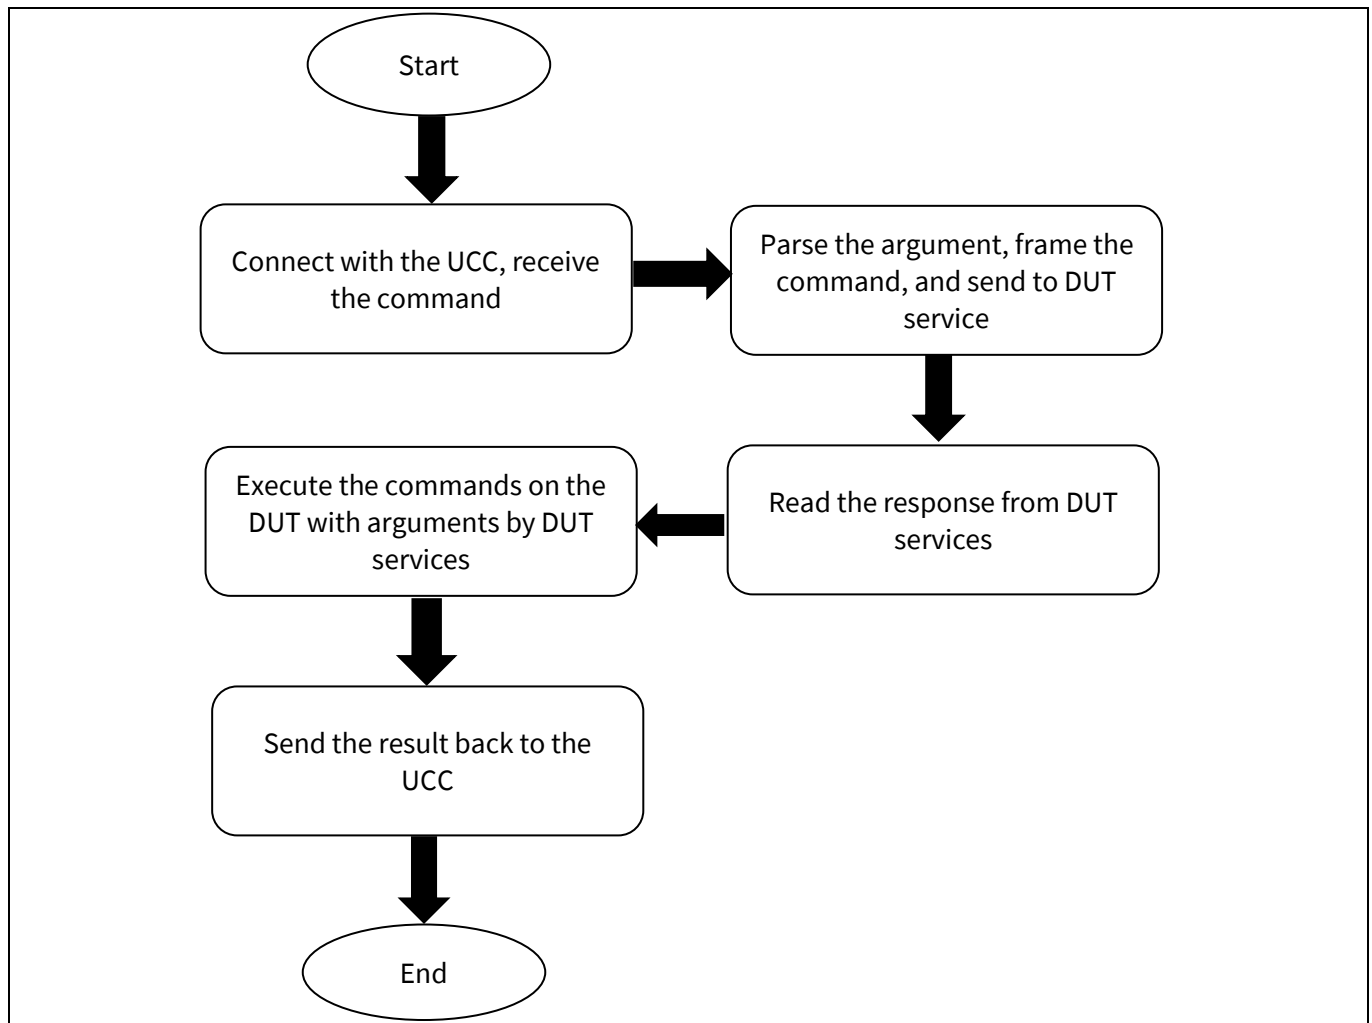 Start
Connect with the UCC, receive
the command
Parse the argument, frame the
command, and send to DUT
service
Read the response from DUT
services
Execute the commands on the
DUT with arguments by DUT
services
Send the result back to the
UCC
End